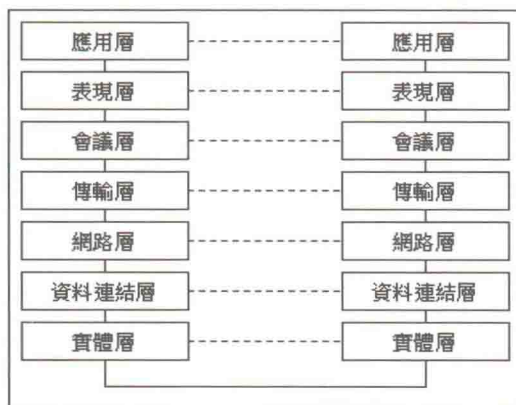 應用層 應用層
表現層 表現層
會議層 會議層
傳輸層 傳輸層
網路層 網路層
資料連結層 資料連結層
實體層 實體層